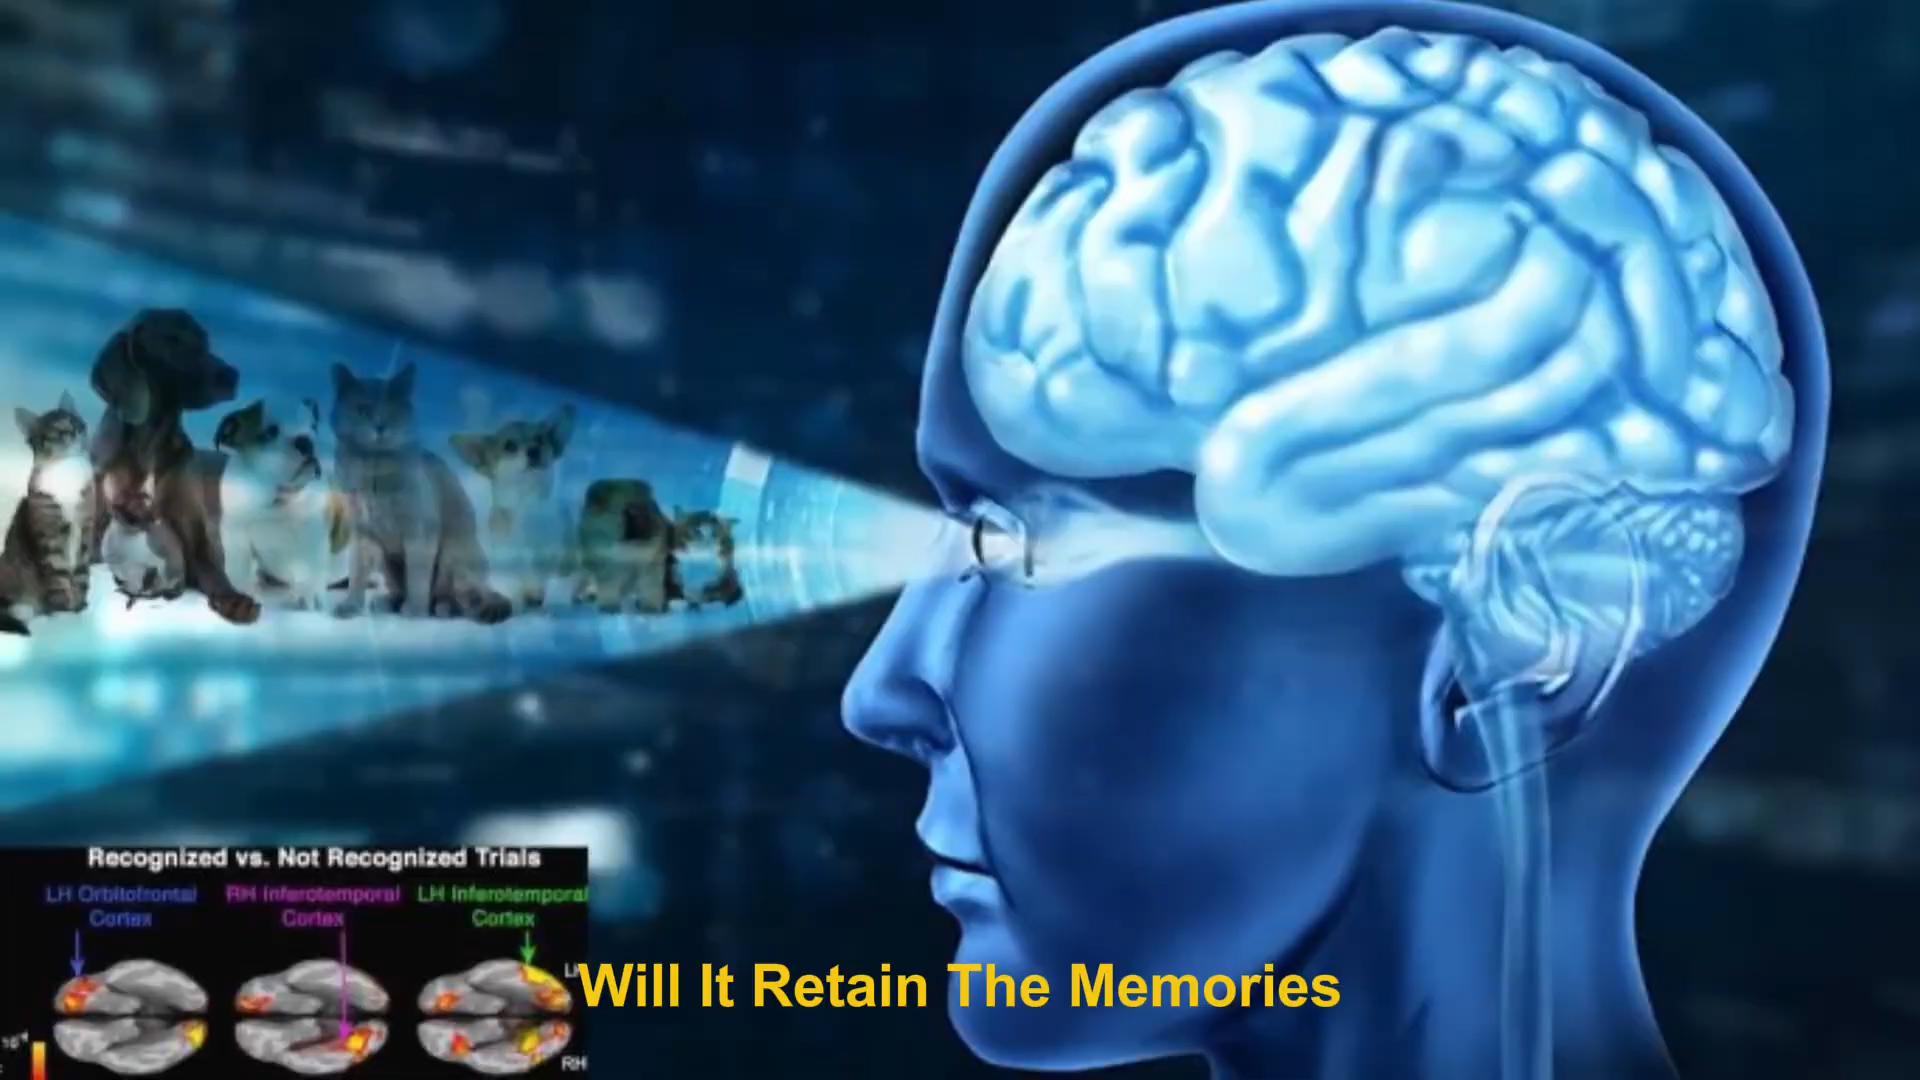 Recognized vs. Not Recognized Trials
LH Orbitofrontal RH Inferotemporal LH Inferotemporal
Cortex Cortex Cortex
Will It Retain The Memories
RH